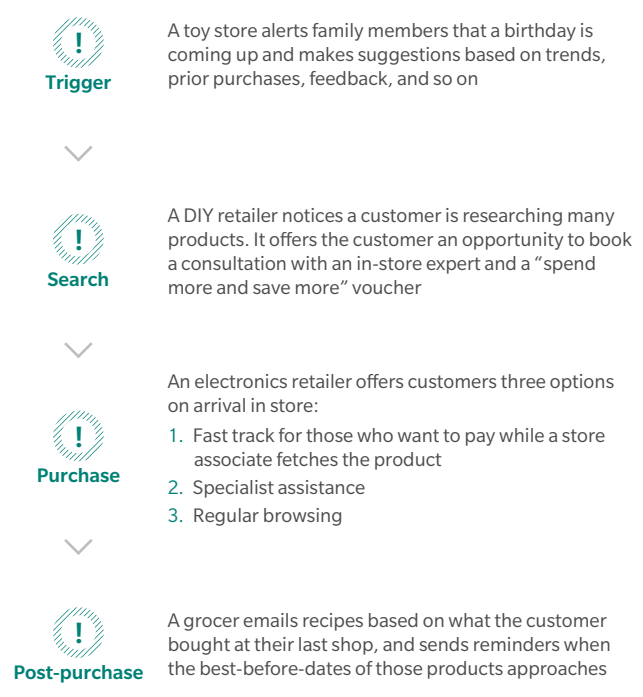 !
Trigger
A toy store alerts family members that a birthday is
coming up and makes suggestions based on trends,
prior purchases, feedback, and so on
!
Search
A DIY retailer notices a customer is researching many
products. It offers the customer an opportunity to book
a consultation with an in-store expert and a “spend
more and save more” voucher
!
Purchase
An electronics retailer offers customers three options
on arrival in store:
1. Fast track for those who want to pay while a store
associate fetches the product
2. Specialist assistance
3. Regular browsing
!
Post-purchase
A grocer emails recipes based on what the customer
bought at their last shop, and sends reminders when
the best-before-dates of those products approaches